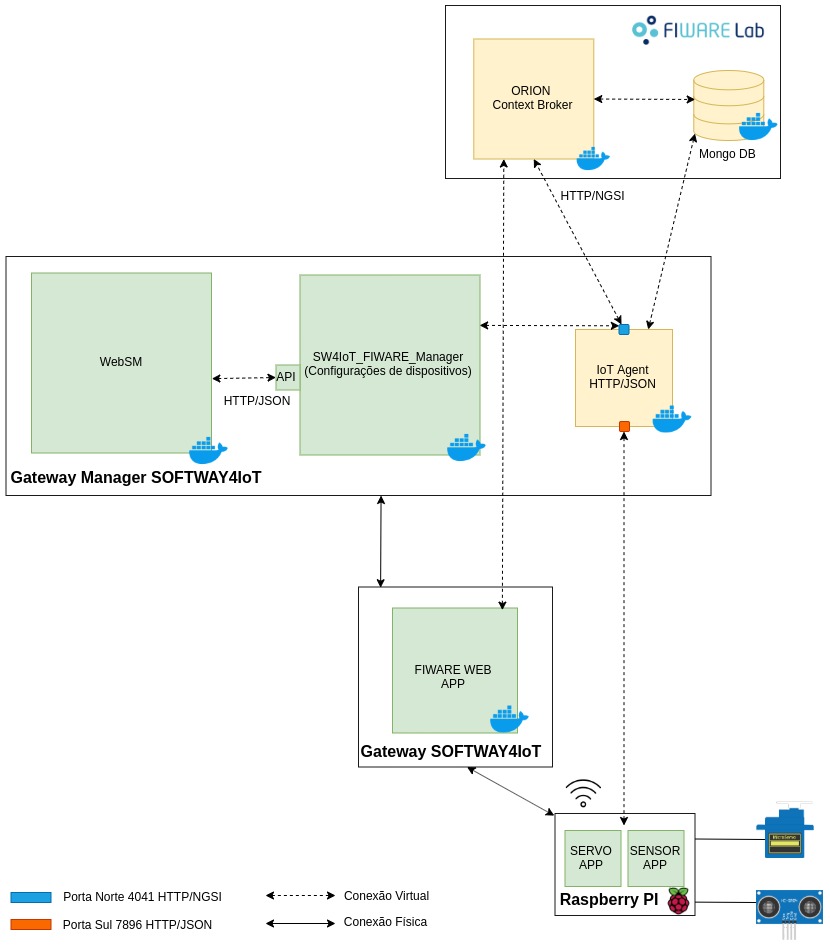 FIWARE Lab
ORION
Context Broker
Mongo DB
HTTP/NGSI
WebSM
API
HTTP/JSON
SW4IoT_FIWARE_Manager
(Configurações de dispositivos)
IoT Agent
HTTP/JSON
Gateway Manager SOFTWAY4IoT
FIWARE WEB
APP
Gateway SOFTWAY4IoT
SERVO
APP
SENSOR
APP
Raspberry PI
MicroServo
Porta Norte 4041 HTTP/NGSI
Conexão Virtual
Porta Sul 7896 HTTP/JSON
Conexão Física